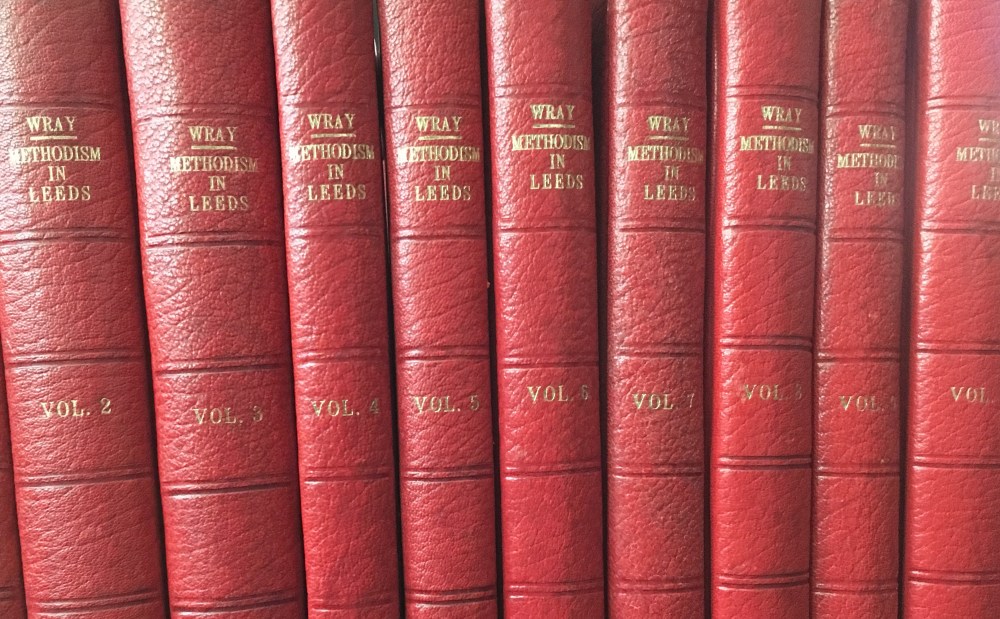 WRAY
METHODISM
IN
LEEDS
VOL. 2
WRAY
METHODISM
IN
LEEDS
VOL. 3
WRAY
METHODISM
IN
LEEDS
VOL. 4
WRAY
METHODISM
IN
LEEDS
VOL. 5
WRAY
METHODISM
IN
LEEDS
VOL. 6
WRAY
METHODISM
IN
LEEDS
VOL. 7
WRAY
METHODISM
IN
LEEDS
VOL. 8
WRAY
METHODISM
IN
LEEDS
VOL.
VOL.